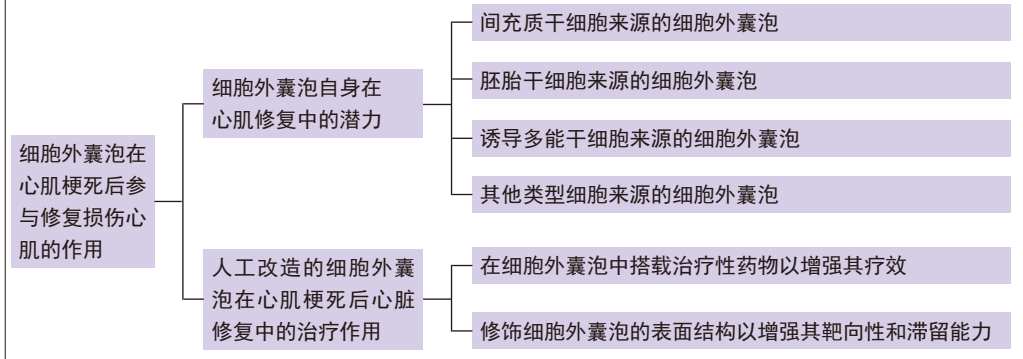 细胞外囊泡在
心肌梗死后参
与修复损伤心
肌的作用
细胞外囊泡自身在
心肌修复中的潜力
间充质干细胞来源的细胞外囊泡
胚胎干细胞来源的细胞外囊泡
诱导多能干细胞来源的细胞外囊泡
其他类型细胞来源的细胞外囊泡
人工改造的细胞外囊
泡在心肌梗死后心脏
修复中的治疗作用
在细胞外囊泡中搭载治疗性药物以增强其疗效
修饰细胞外囊泡的表面结构以增强其靶向性和滞留能力